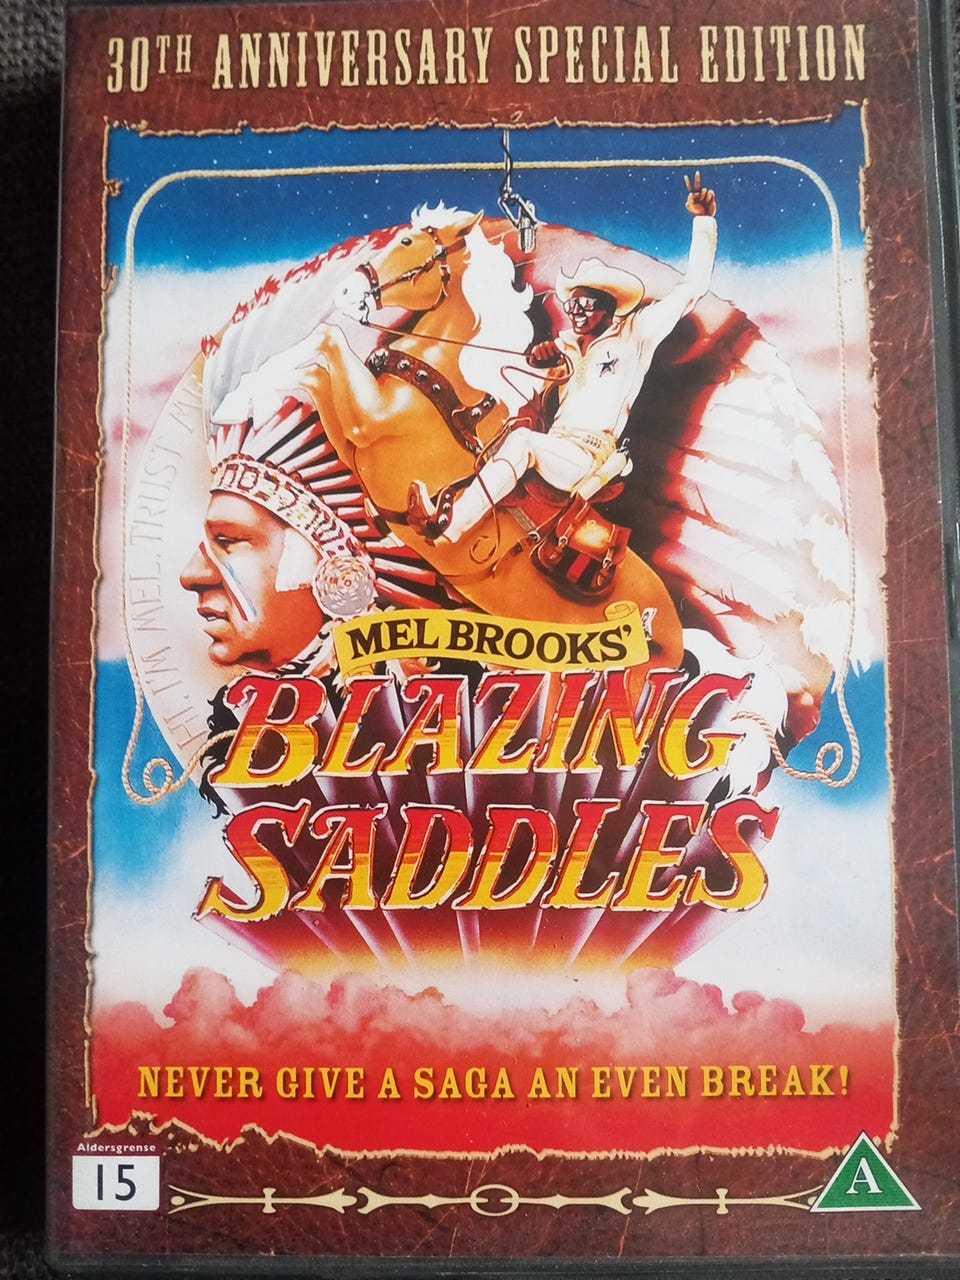 30TH ANNIVERSARY SPECIAL EDITION
HI, I'M MEL, TRUST ME
MEL BROOKS'
BLAZING
SADDLES
NEVER GIVE A SAGA AN EVEN BREAK!
Aldersgrense
15
A